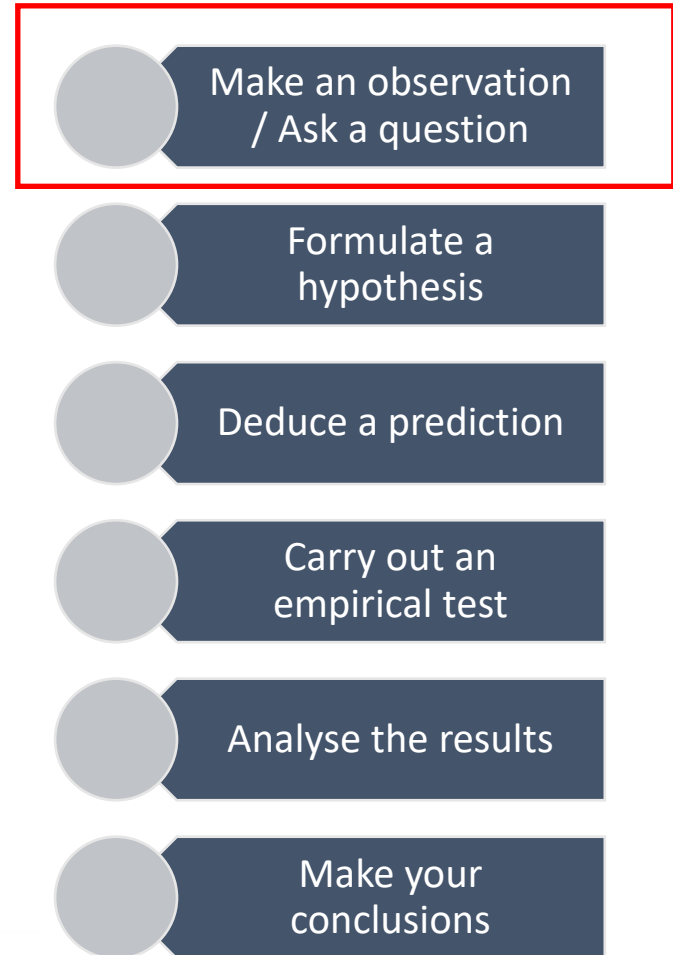 Make an observation
/ Ask a question
Formulate a
hypothesis
Deduce a prediction
Carry out an
empirical test
Analyse the results
Make your
conclusions